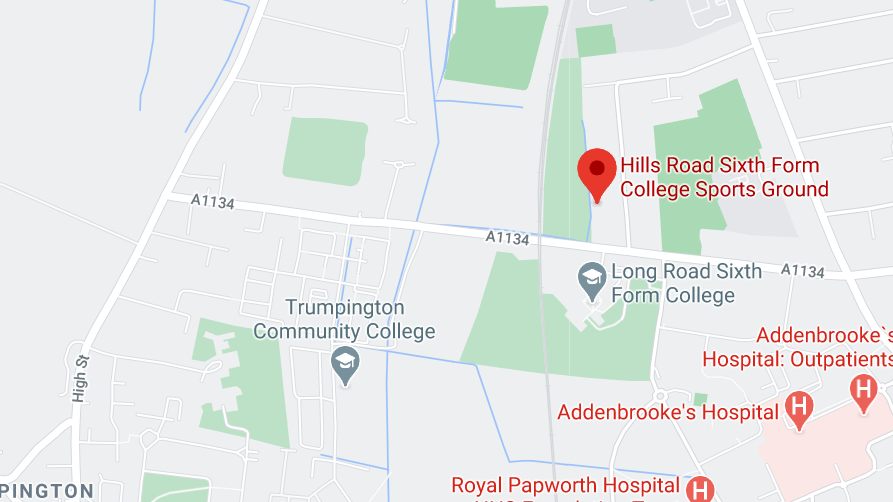 Hills Road Sixth Form
College Sports Ground
A1134
A1134
A1134
Long Road Sixth
Form College
Trumpington
Community College
High St
Addenbrooke's
Hospital: Outpatients
Addenbrooke's Hospital
H
H
Royal Papworth Hospital
H
PINGTON